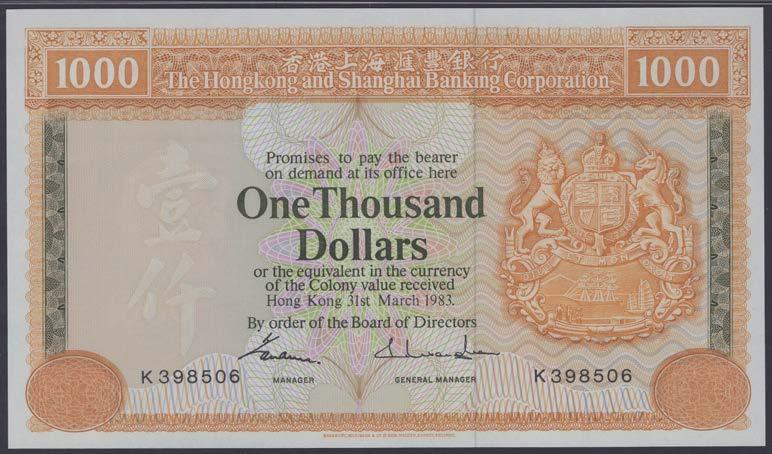 香港上海滙豐銀行
1000 The Hongkong and Shanghai Banking Corporation 1000
Promises to pay the bearer
on demand at its office here
壹仟
One Thousand
Dollars
or the equivalent in the currency
of the Colony value received
Hong Kong 31st March 1983.
By order of the Board of Directors
K 398506 MANAGER GENERAL MANAGER K 398506